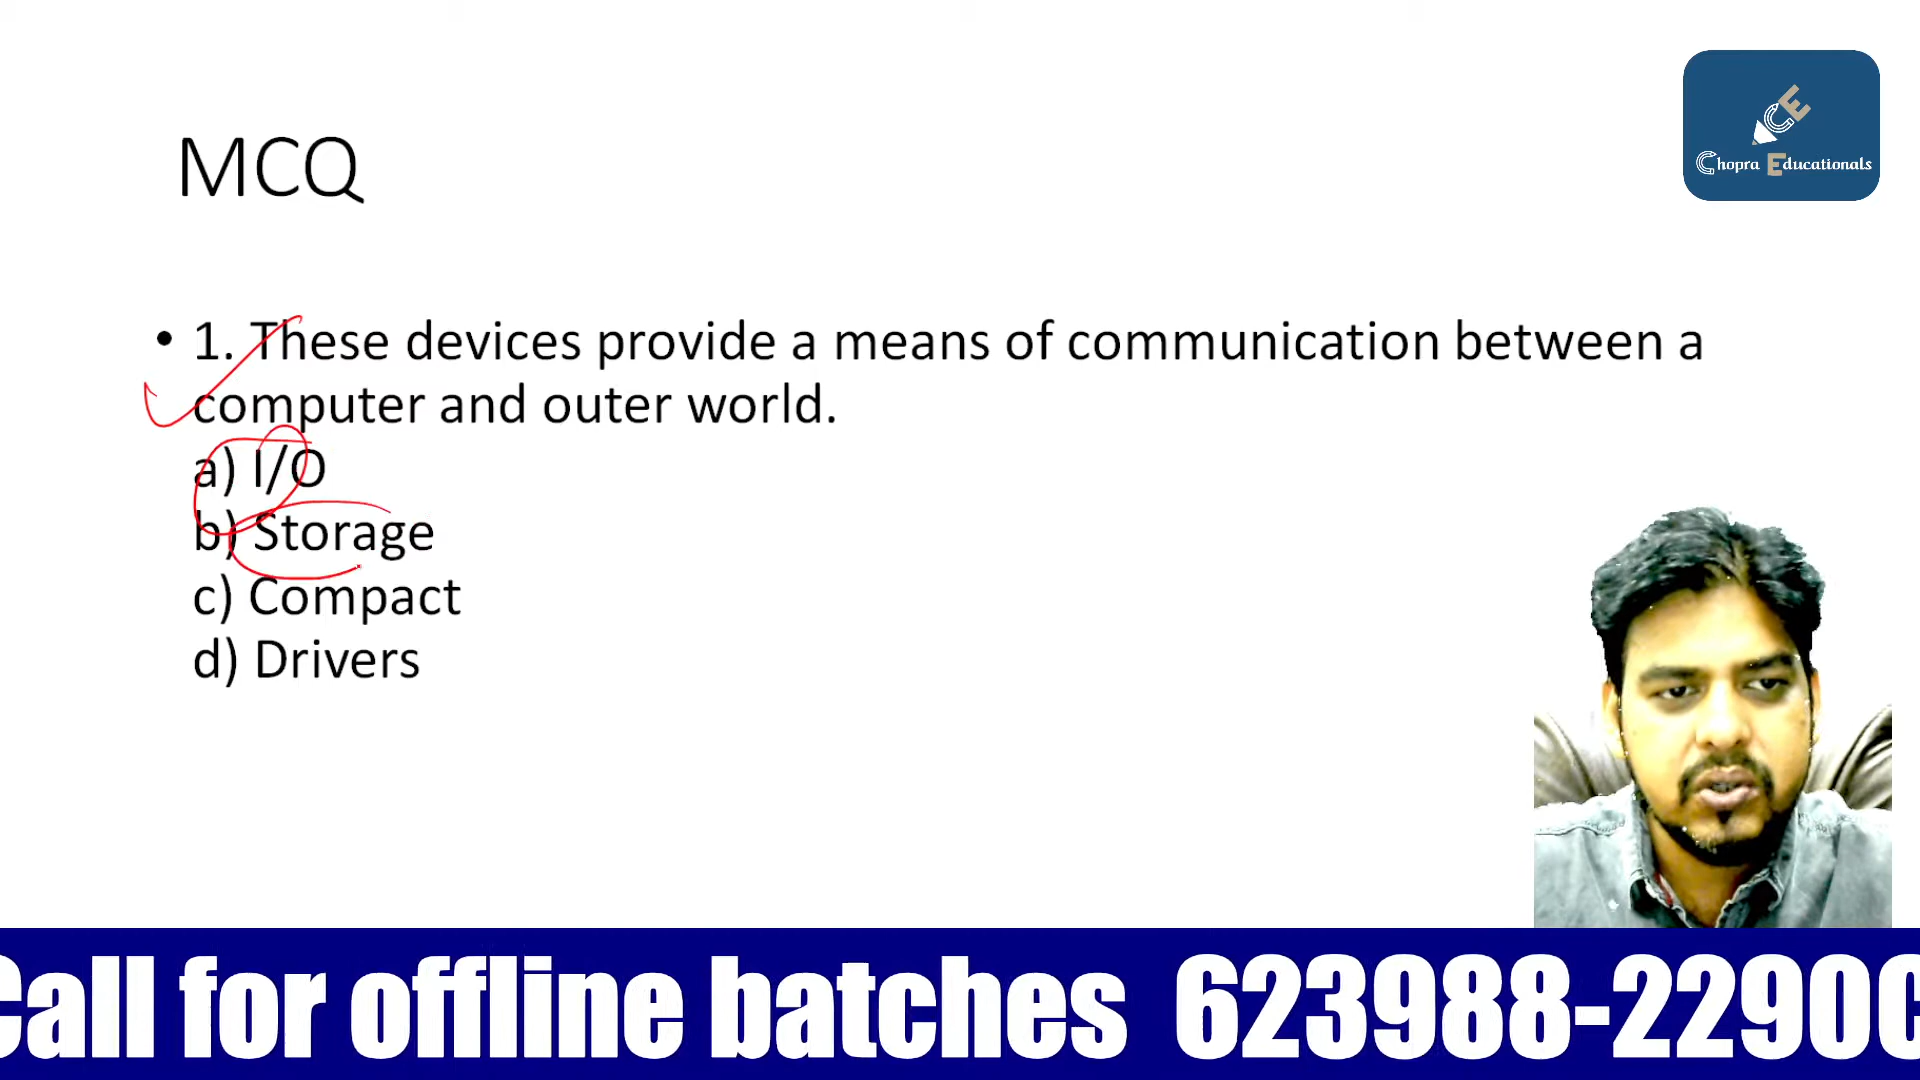 Chopra Educationals
MCQ
• 1. These devices provide a means of communication between a
computer and outer world.
a) I/O
b) Storage
c) Compact
d) Drivers
Call for offline batches 623988-2290